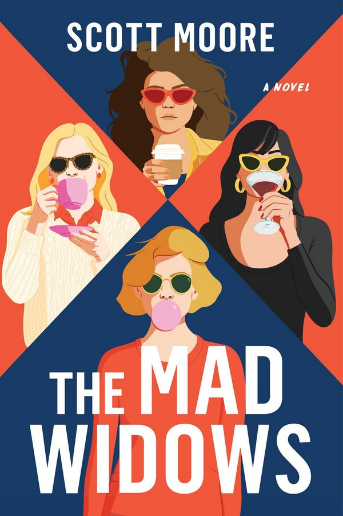 SCOTT MOORE
A NOVEL
THE MAD
WIDOWS